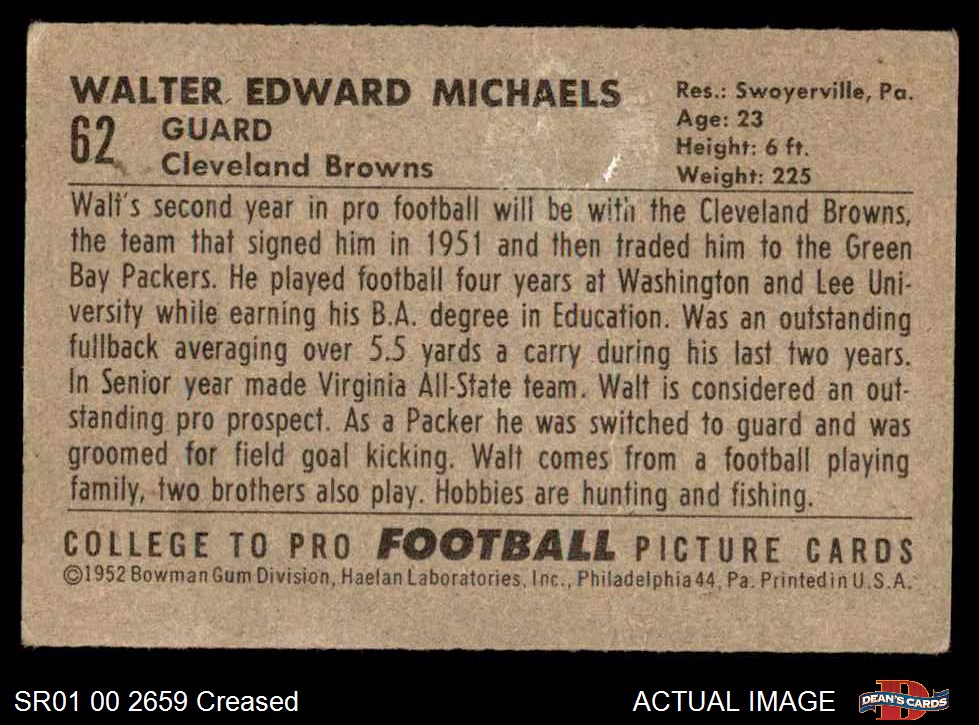 WALTER EDWARD MICHAELS
62 GUARD
Cleveland Browns
Res.: Swoyerville, Pa.
Age: 23
Height: 6 ft.
Weight: 225
Walt's second year in pro football will be with the Cleveland Browns,
the team that signed him in 1951 and then traded him to the Green
Bay Packers. He played football four years at Washington and Lee Uni-
versity while earning his B.A. degree in Education. Was an outstanding
fullback averaging over 5.5 yards a carry during his last two years.
In Senior year made Virginia All-State team. Walt is considered an out-
standing pro prospect. As a Packer he was switched to guard and was
groomed for field goal kicking. Walt comes from a football playing
family, two brothers also play. Hobbies are hunting and fishing.
COLLEGE TO PRO FOOTBALL PICTURE CARDS
©1952 Bowman Gum Division, Haelan Laboratories, Inc., Philadelphia 44, Pa. Printed in U.S.A.
SR01 00 2659 Creased
ACTUAL IMAGE
D
DEAN'S CARDS